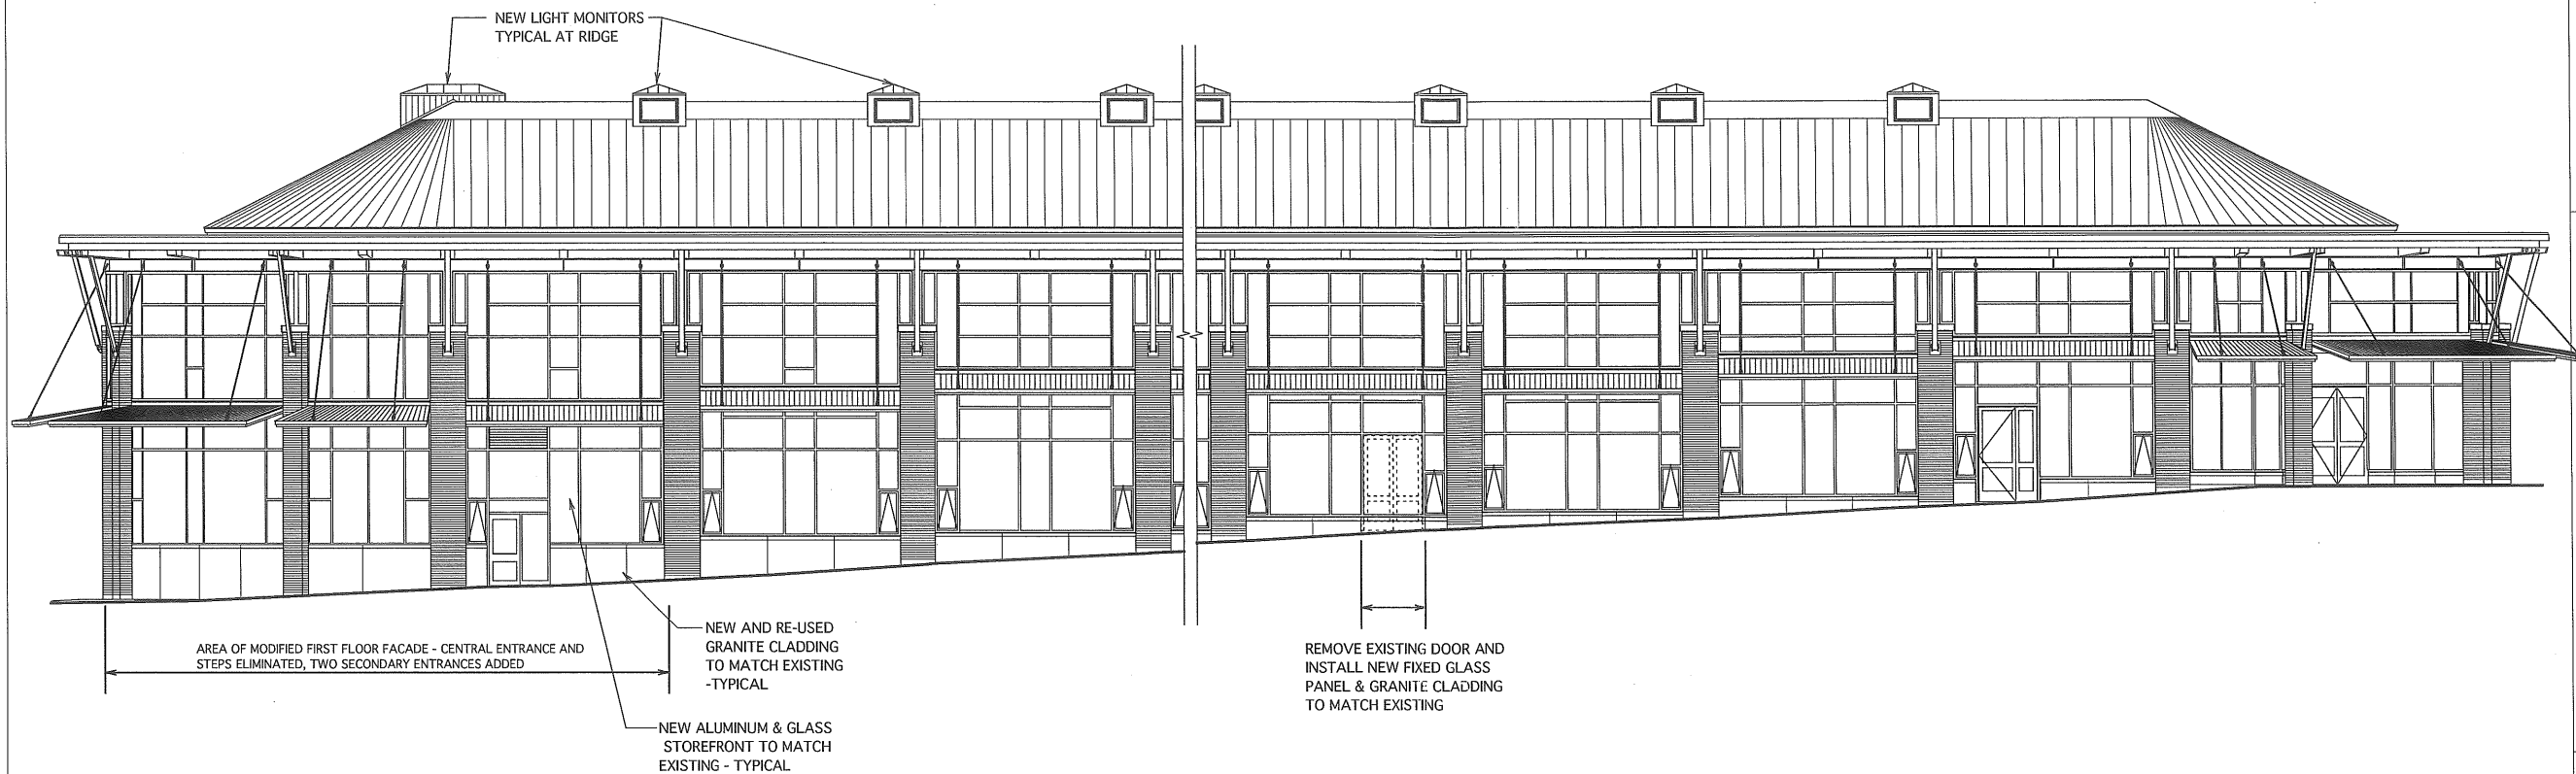 NEW LIGHT MONITORS
TYPICAL AT RIDGE
AREA OF MODIFIED FIRST FLOOR FACADE - CENTRAL ENTRANCE AND
STEPS ELIMINATED, TWO SECONDARY ENTRANCES ADDED
NEW AND RE-USED
GRANITE CLADDING
TO MATCH EXISTING
-TYPICAL
NEW ALUMINUM & GLASS
STOREFRONT TO MATCH
EXISTING - TYPICAL
REMOVE EXISTING DOOR AND
INSTALL NEW FIXED GLASS
PANEL & GRANITE CLADDING
TO MATCH EXISTING